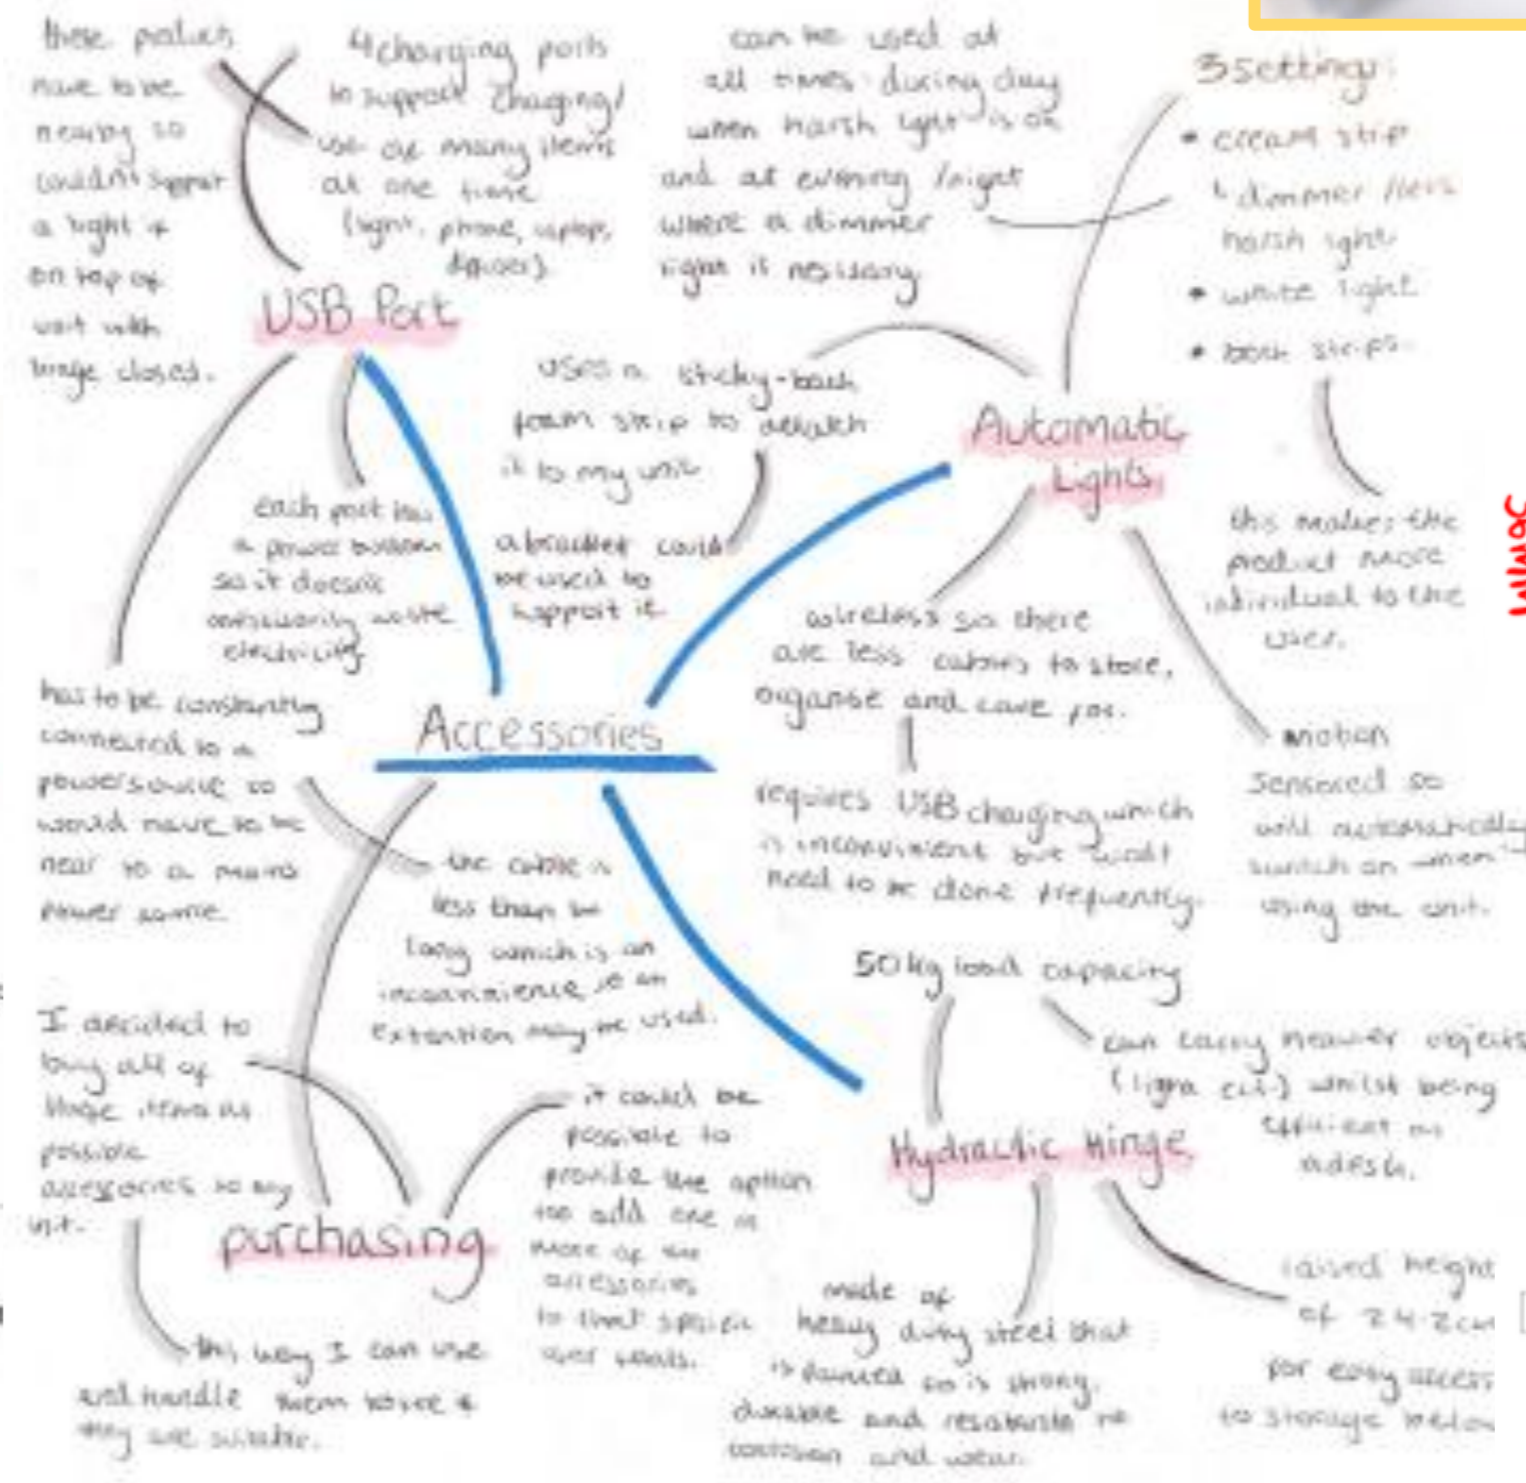 these products
have to be
nearby so
couldn't support
a light +
on top of
unit with
hinge closed.
4 charging ports
to support charging/
use of many items
at one time
(light, phone, laptop,
USB Port
each port has
a power button
so it doesn't
waste
electricity
has to be constantly
connected to a
power source so
would have to be
near to a mains
power source.
the cable is
less than
long which is an
inconvenience, so an
extention may be used.
can be used at
all times during day
when harsh light is on
and at evening/night
where a dimmer
light is
uses a sticky-back
foam strip to attatch
it to my unit
a bracket could
be used to
support it
Automatic
Lights
3 settings:
• cream strip
dimmer/less
harsh light
• white light
• both strips.
this makes the
product more
individual to the
user.
wireless so there
are less cables to store,
organise and care for.
requires USB charging which
is but won't
need to be done frequently.
motion
sensored so
will automatically
switch on when
using the unit.
Accessories
50kg load capacity
can carry heavier objects
whilst being
efficient as
a desk.
Hinge
made of
heavy duty steel that
is so is strong,
durable and to
corrosion and wear.
raised height
of 24.2cm
for easy access
to storage below
purchasing
I decided to
buy all of
these items as
possible
accessories to my
unit.
this way I can use
and handle them to see +
they are suitable.
it could be
possible to
provide the option
too add one or
more of the
accessories
to that specific
user needs.